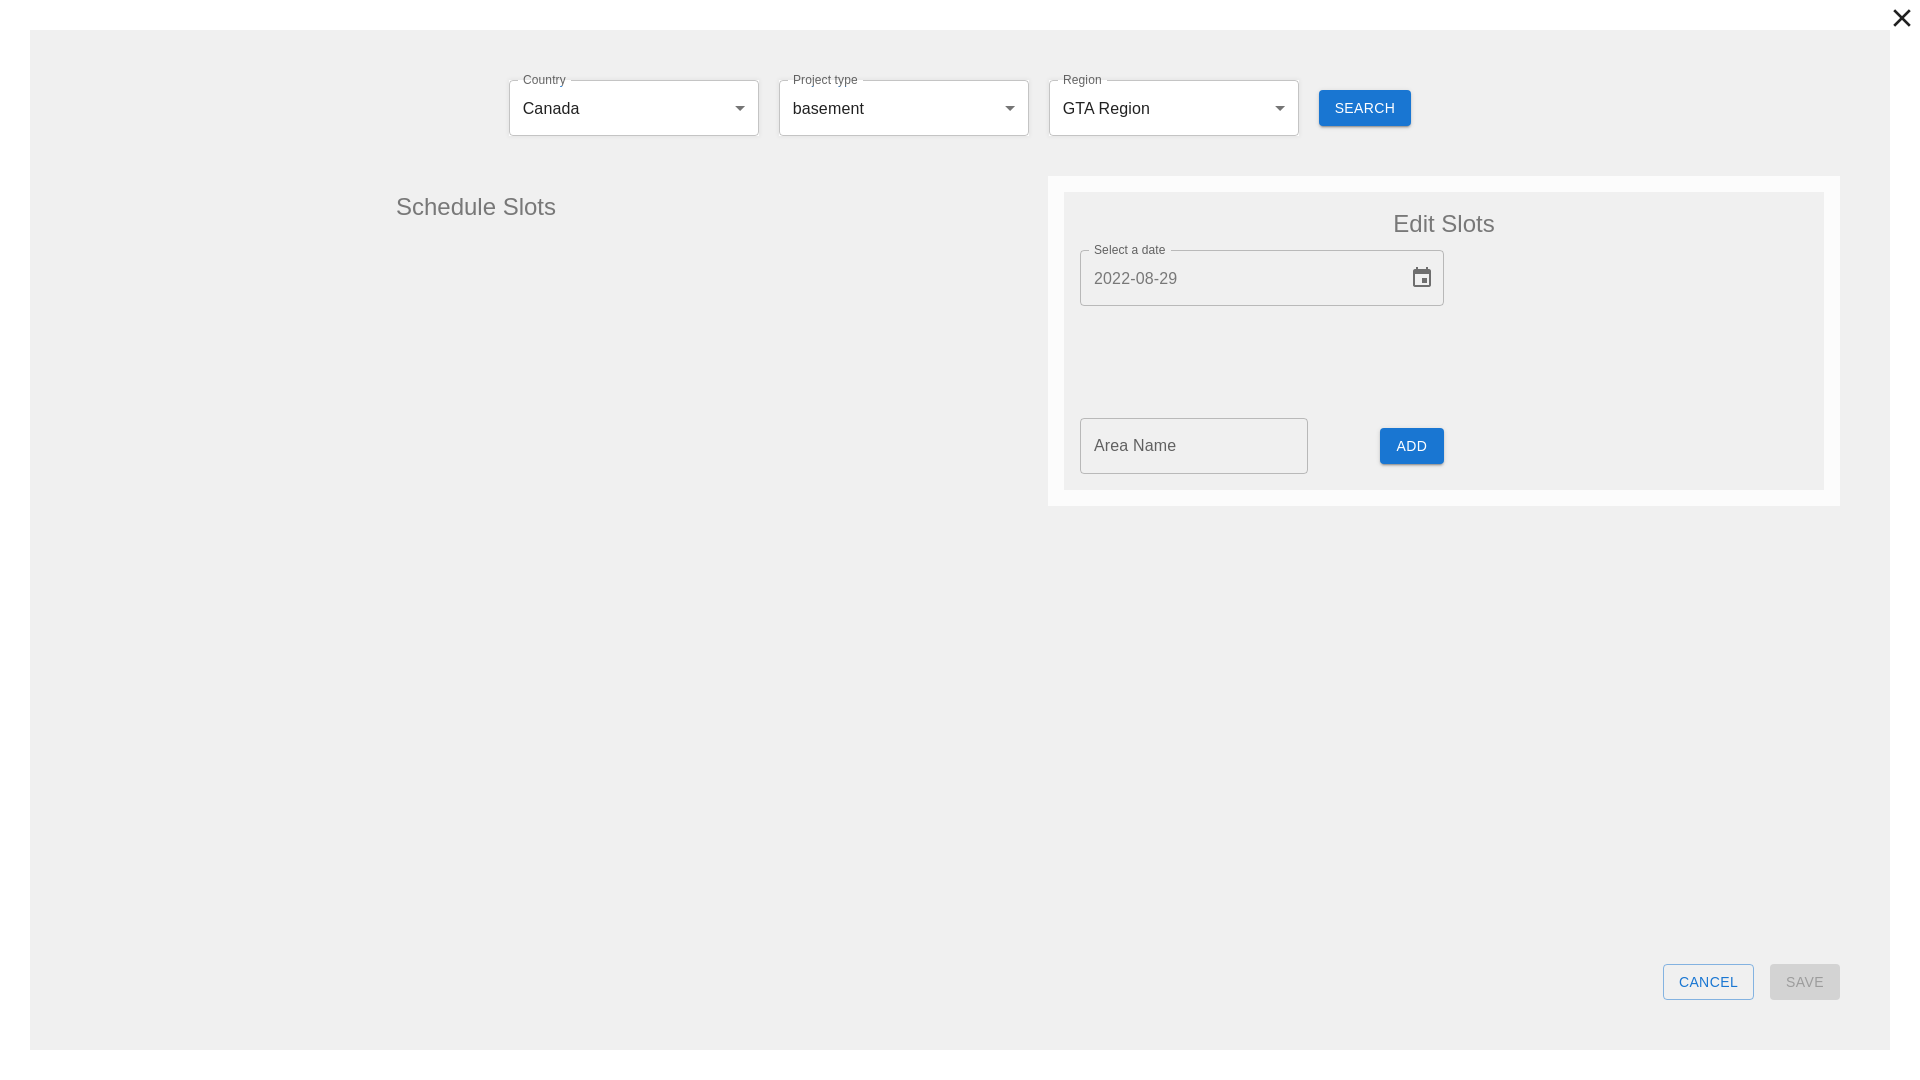 Country
Canada
Project type
basement
Region
GTA Region
SEARCH
Schedule Slots
Edit Slots
Select a date
2022-08-29
Area Name
ADD
CANCEL
SAVE